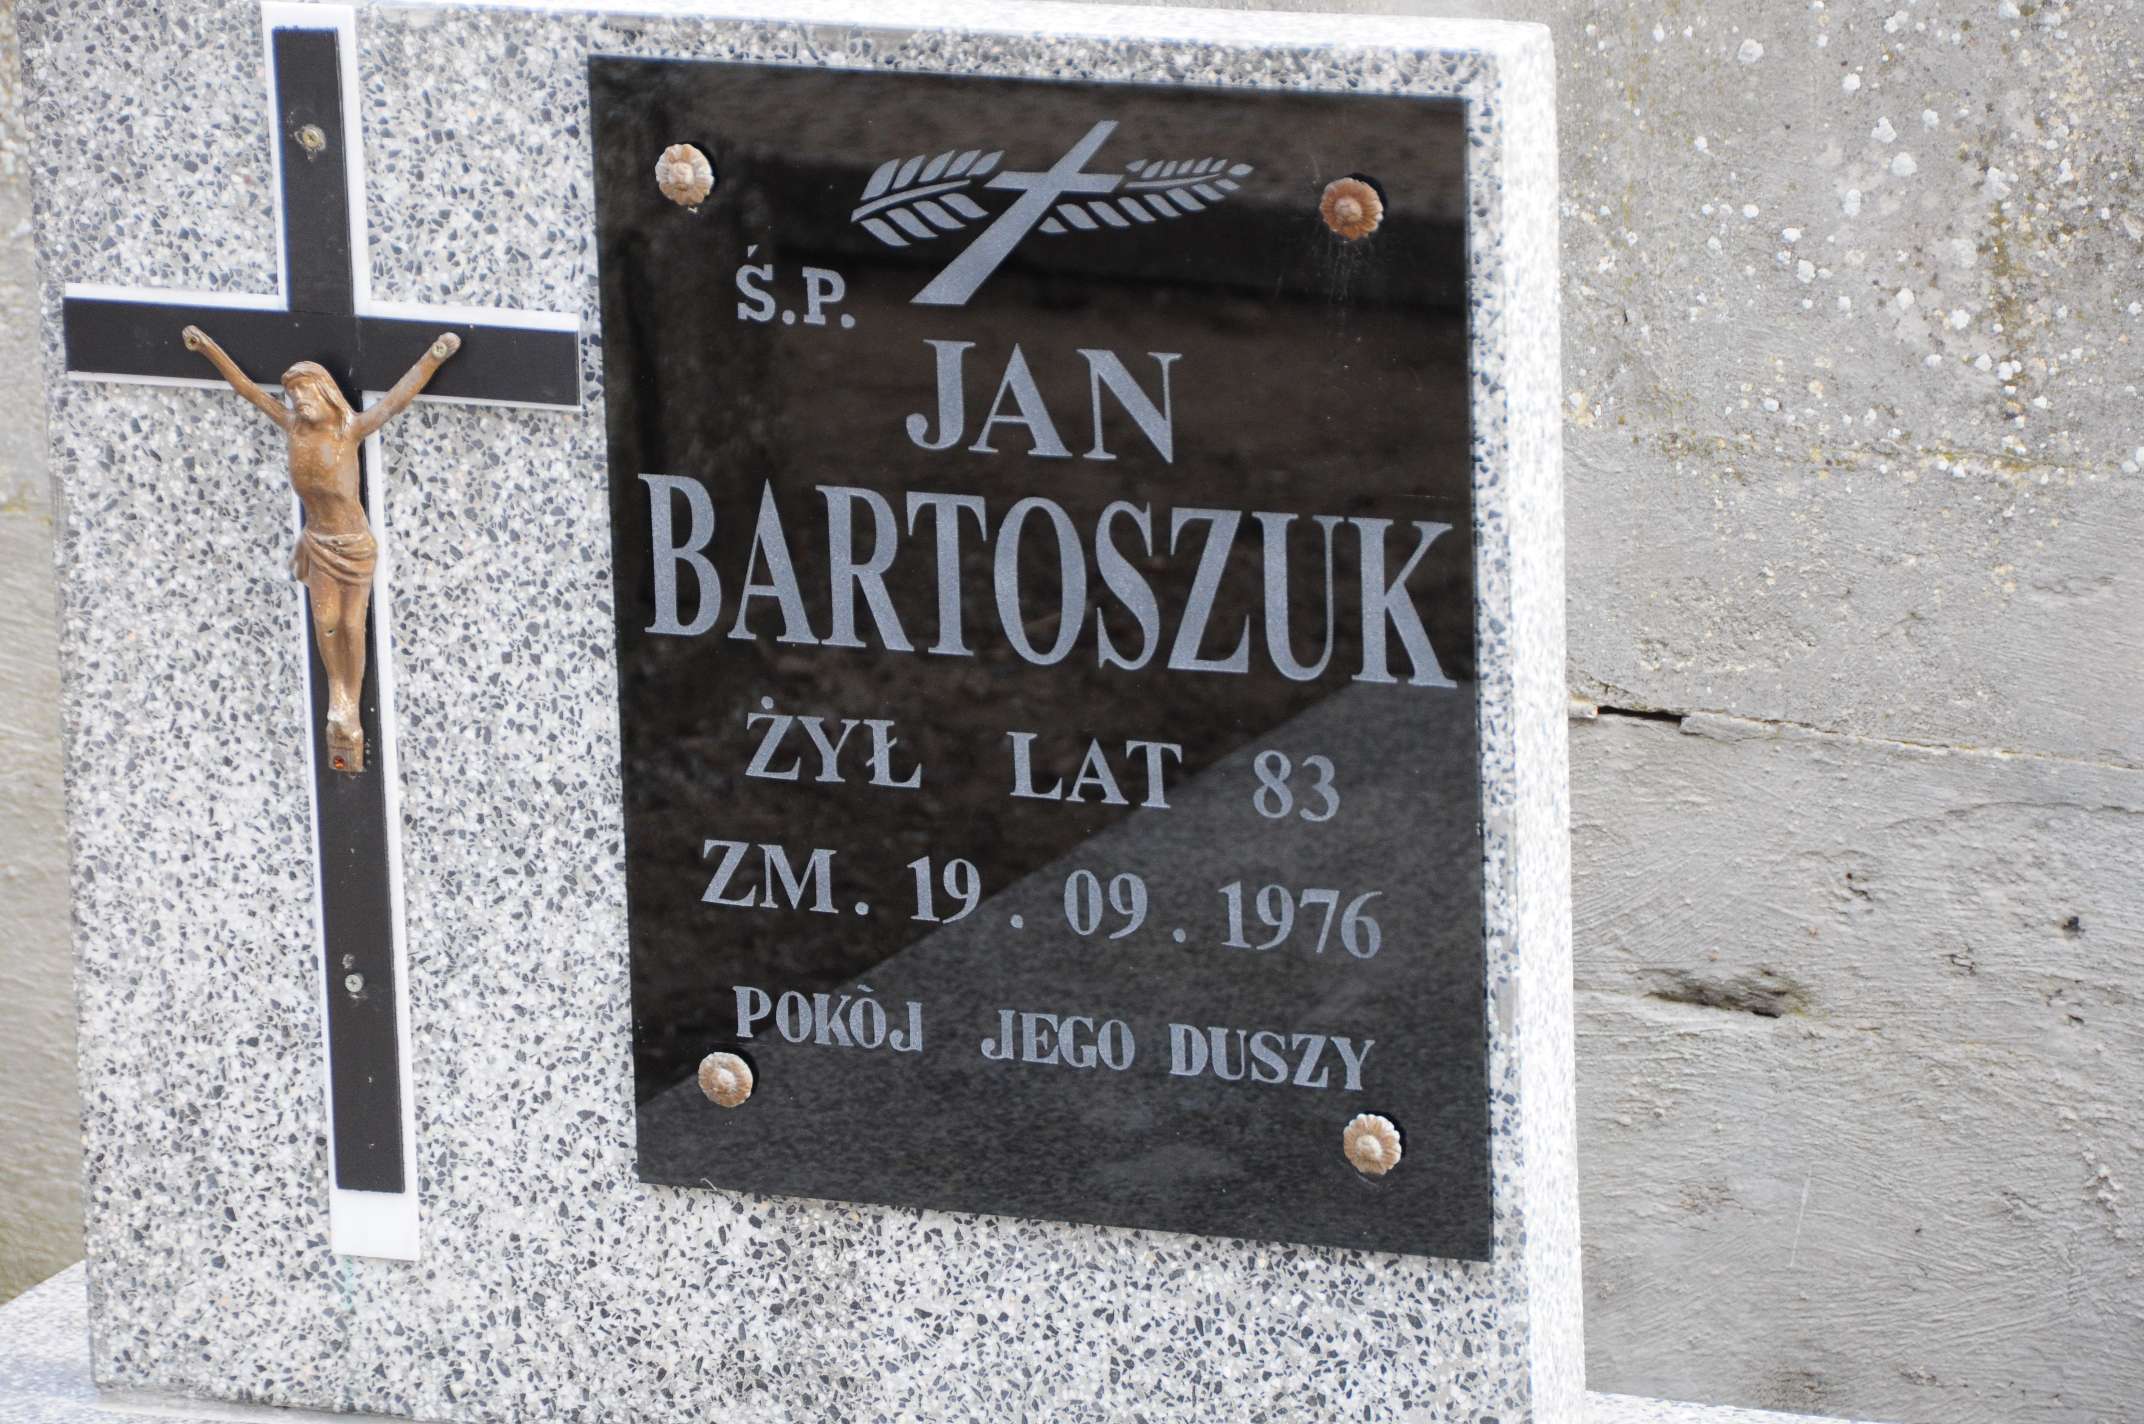 Ś.P.
JAN
BARTOSZUK
ŻYŁ LAT 83
ZM. 19. 09. 1976
POKÒJ JEGO DUSZY